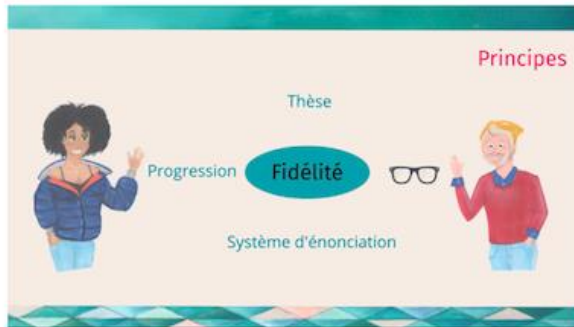 Principes
Thèse
Progression
Fidélité
Système d'énonciation